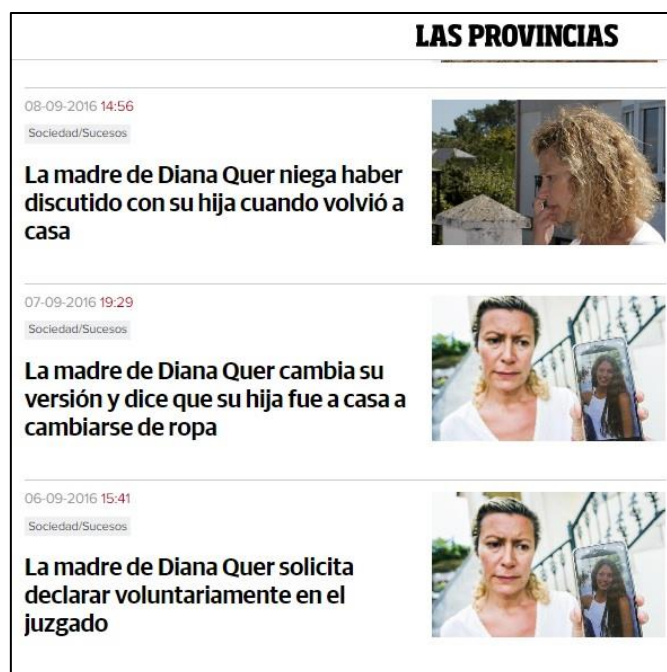 LAS PROVINCIAS
08-09-2016 14:56
Sociedad/Sucesos
La madre de Diana Quer niega haber
discutido con su hija cuando volvió a
casa
07-09-2016 19:29
Sociedad/Sucesos
La madre de Diana Quer cambia su
versión y dice que su hija fue a casa a
cambiarse de ropa
06-09-2016 15:41
Sociedad/Sucesos
La madre de Diana Quer solicita
declarar voluntariamente en el
juzgado